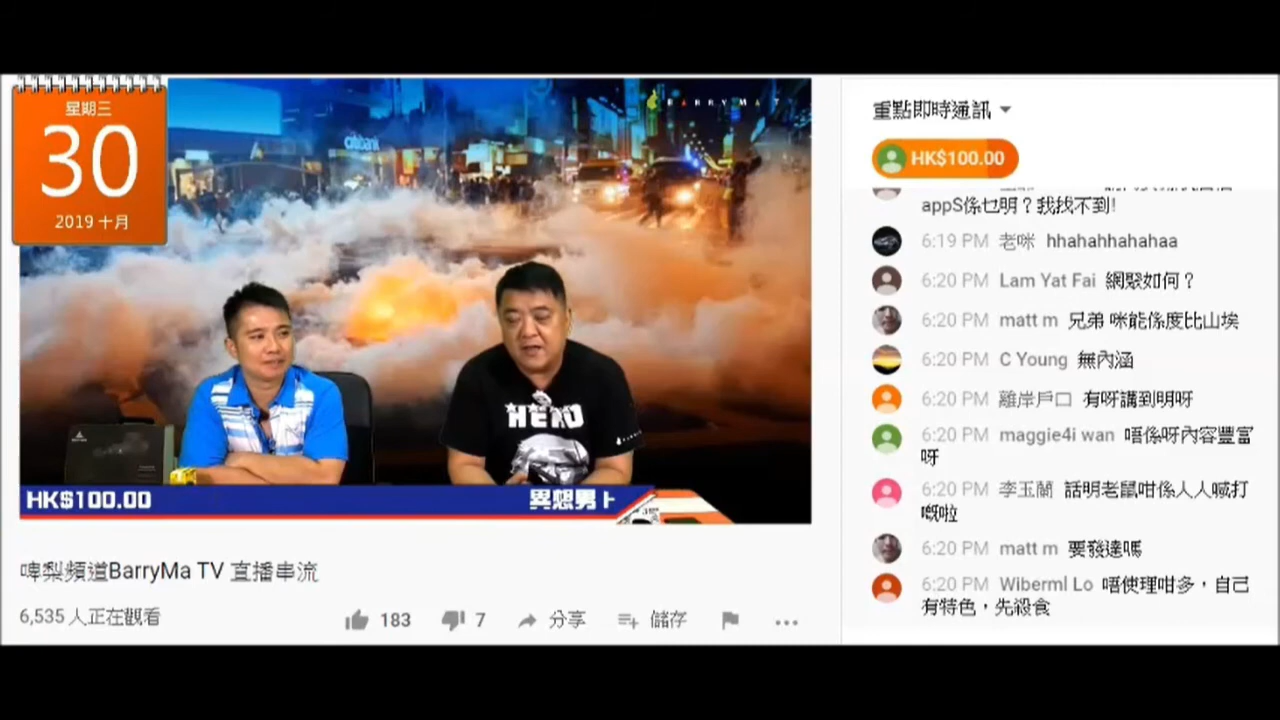 星期三
30
2019 十月
citibank
BARRYMAT
HERO
HK$100.00
異想男ト
啤梨頻道BarryMa TV 直播串流
6,535 人正在觀看
183
7
分享
儲存
重點即時通訊
HK$100.00
appS係乜明？我找不到!
6:19 PM 老咪 hhahahhahahaa
6:20 PM Lam Yat Fai 網聚如何？
6:20 PM matt m 兄弟 咪能係度比山埃
6:20 PM C Young 無內涵
6:20 PM 離岸戶口 有呀講到明呀
6:20 PM maggie4i wan 唔係呀內容豐富
呀
6:20 PM 李玉蘭 話明老鼠咁係人人喊打
嘅啦
6:20 PM matt m 要發達嗎
6:20 PM Wiberml Lo 唔使理咁多，自己
有特色，先殺食